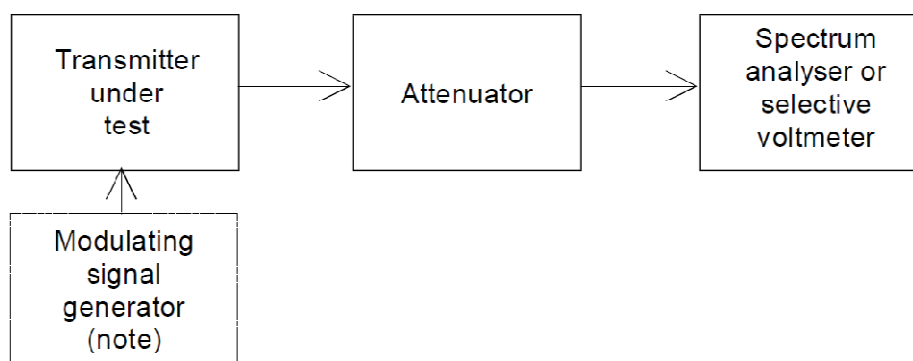 Transmitter
under
test
Attenuator
Spectrum
analyser or
selective
voltmeter
Modulating
signal
generator
(note)